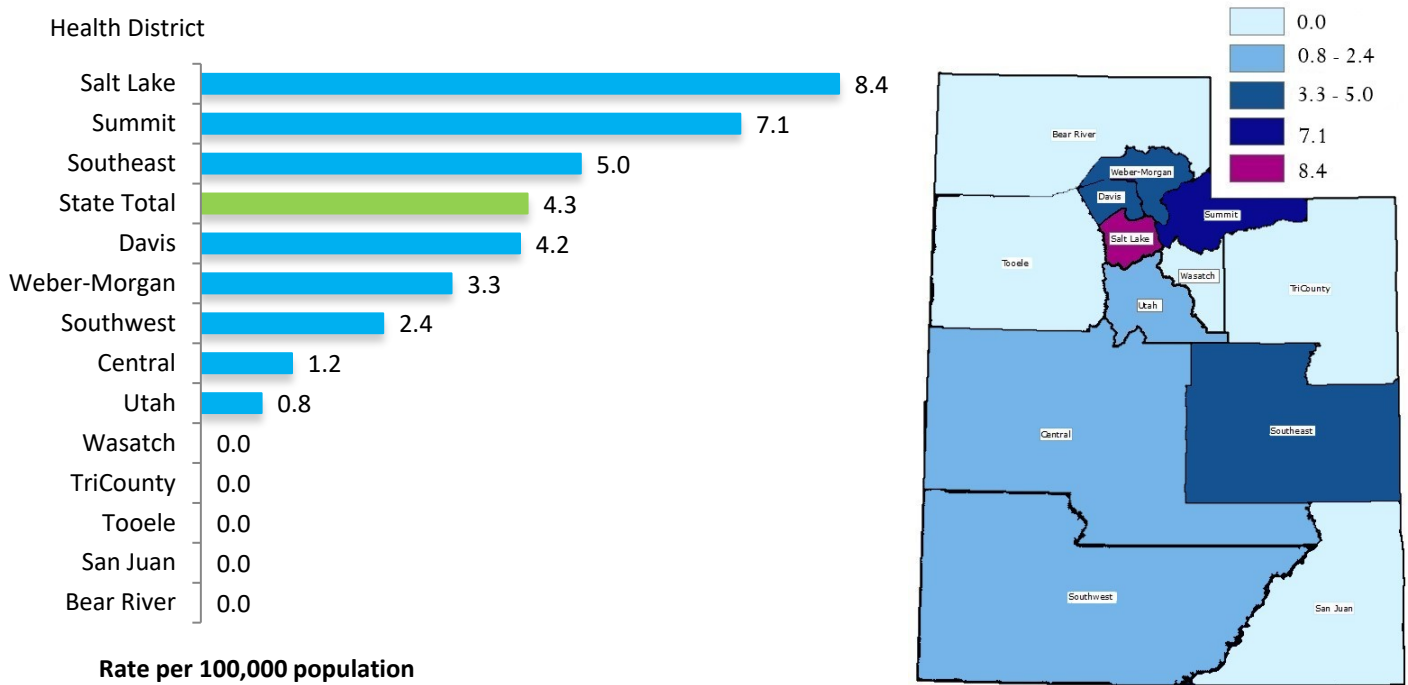 Health District
Salt Lake 8.4
Summit 7.1
Southeast 5.0
State Total 4.3
Davis 4.2
Weber-Morgan 3.3
Southwest 2.4
Central 1.2
Utah 0.8
Wasatch 0.0
TriCounty 0.0
Tooele 0.0
San Juan 0.0
Bear River 0.0
Rate per 100,000 population
0.0
0.8 - 2.4
3.3 - 5.0
7.1
8.4
Bear River
Weber-Morgan
Davis
Summit
Salt Lake
Tooele
Wasatch
TriCounty
Utah
Central
Southeast
Southwest
San Juan